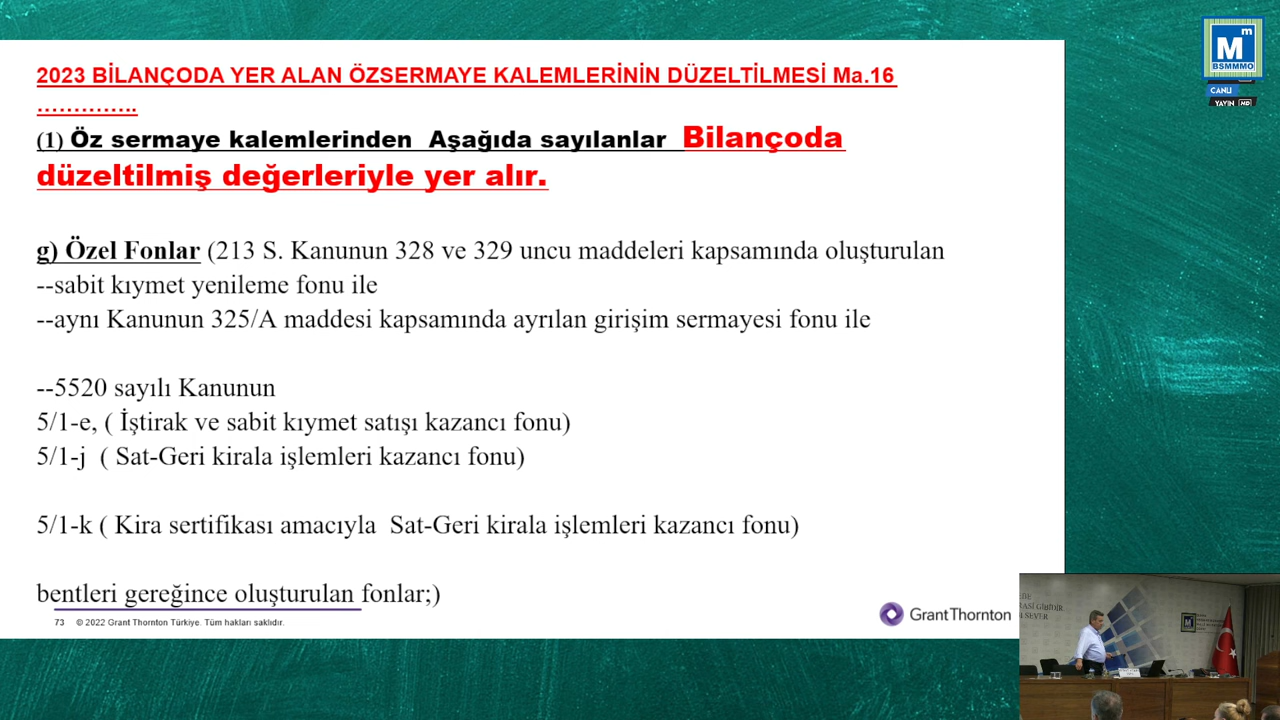 2023 BİLANÇODA YER ALAN ÖZSERMAYE KALEMLERİNİN DÜZELTİLMESİ Ma.16
…………..
(1) Öz sermaye kalemlerinden Aşağıda sayılanlar Bilançoda
düzeltilmiş değerleriyle yer alır.
g) Özel Fonlar (213 S. Kanunun 328 ve 329 uncu maddeleri kapsamında oluşturulan
--sabit kıymet yenileme fonu ile
--aynı Kanunun 325/A maddesi kapsamında ayrılan girişim sermayesi fonu ile
--5520 sayılı Kanunun
5/1-e, ( İştirak ve sabit kıymet satışı kazancı fonu)
5/1-j ( Sat-Geri kirala işlemleri kazancı fonu)
5/1-k ( Kira sertifikası amacıyla Sat-Geri kirala işlemleri kazancı fonu)
bentleri gereğince oluşturulan fonlar;)
73 © 2022 Grant Thornton Türkiye. Tüm hakları saklıdır.
GrantThornton
Mm
BSMMMO
CANLI
YAYIN HD